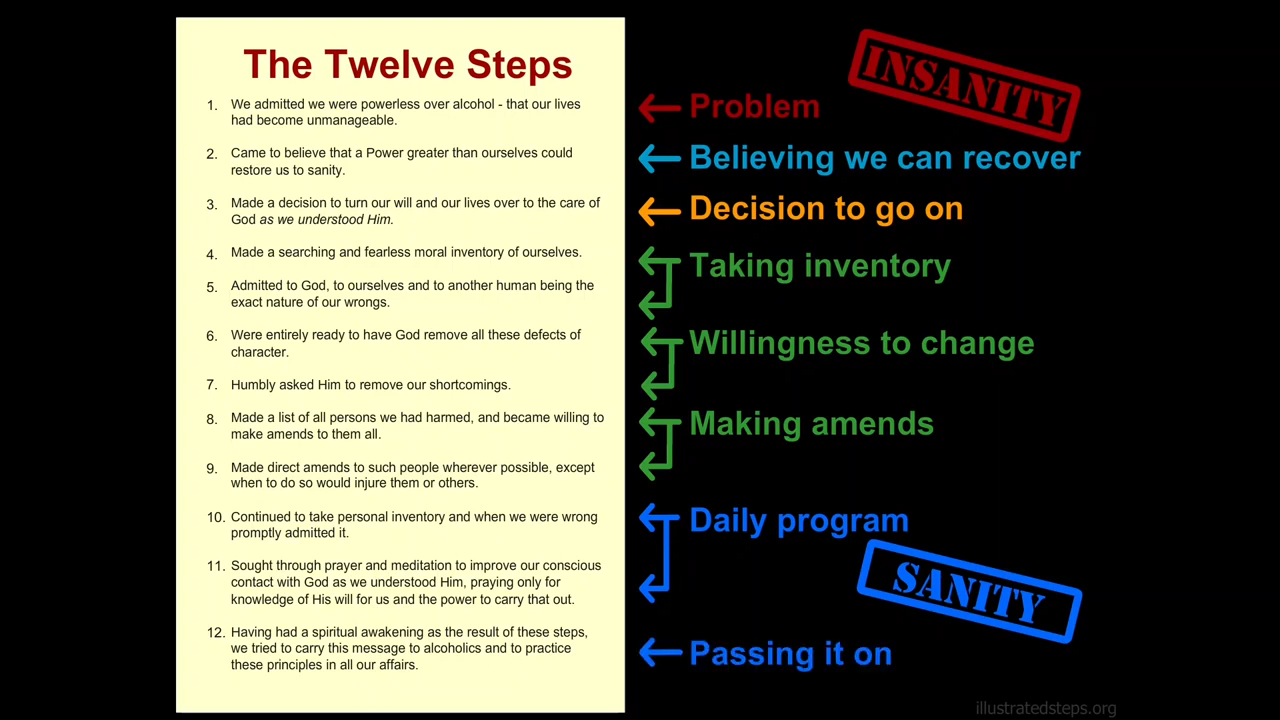 The Twelve Steps
1. We admitted we were powerless over alcohol - that our lives
had become unmanageable.
2. Came to believe that a Power greater than ourselves could
restore us to sanity.
3. Made a decision to turn our will and our lives over to the care of
God as we understood Him.
4. Made a searching and fearless moral inventory of ourselves.
5. Admitted to God, to ourselves and to another human being the
exact nature of our wrongs.
6. Were entirely ready to have God remove all these defects of
character.
7. Humbly asked Him to remove our shortcomings.
8. Made a list of all persons we had harmed, and became willing to
make amends to them all.
9. Made direct amends to such people wherever possible, except
when to do so would injure them or others.
10. Continued to take personal inventory and when we were wrong
promptly admitted it.
11. Sought through prayer and meditation to improve our conscious
contact with God as we understood Him, praying only for
knowledge of His will for us and the power to carry that out.
12. Having had a spiritual awakening as the result of these steps,
we tried to carry this message to alcoholics and to practice
these principles in all our affairs.
INSANITY
Problem
Believing we can recover
Decision to go on
Taking inventory
Willingness to change
Making amends
Daily program
SANITY
Passing it on
illustratedsteps.org